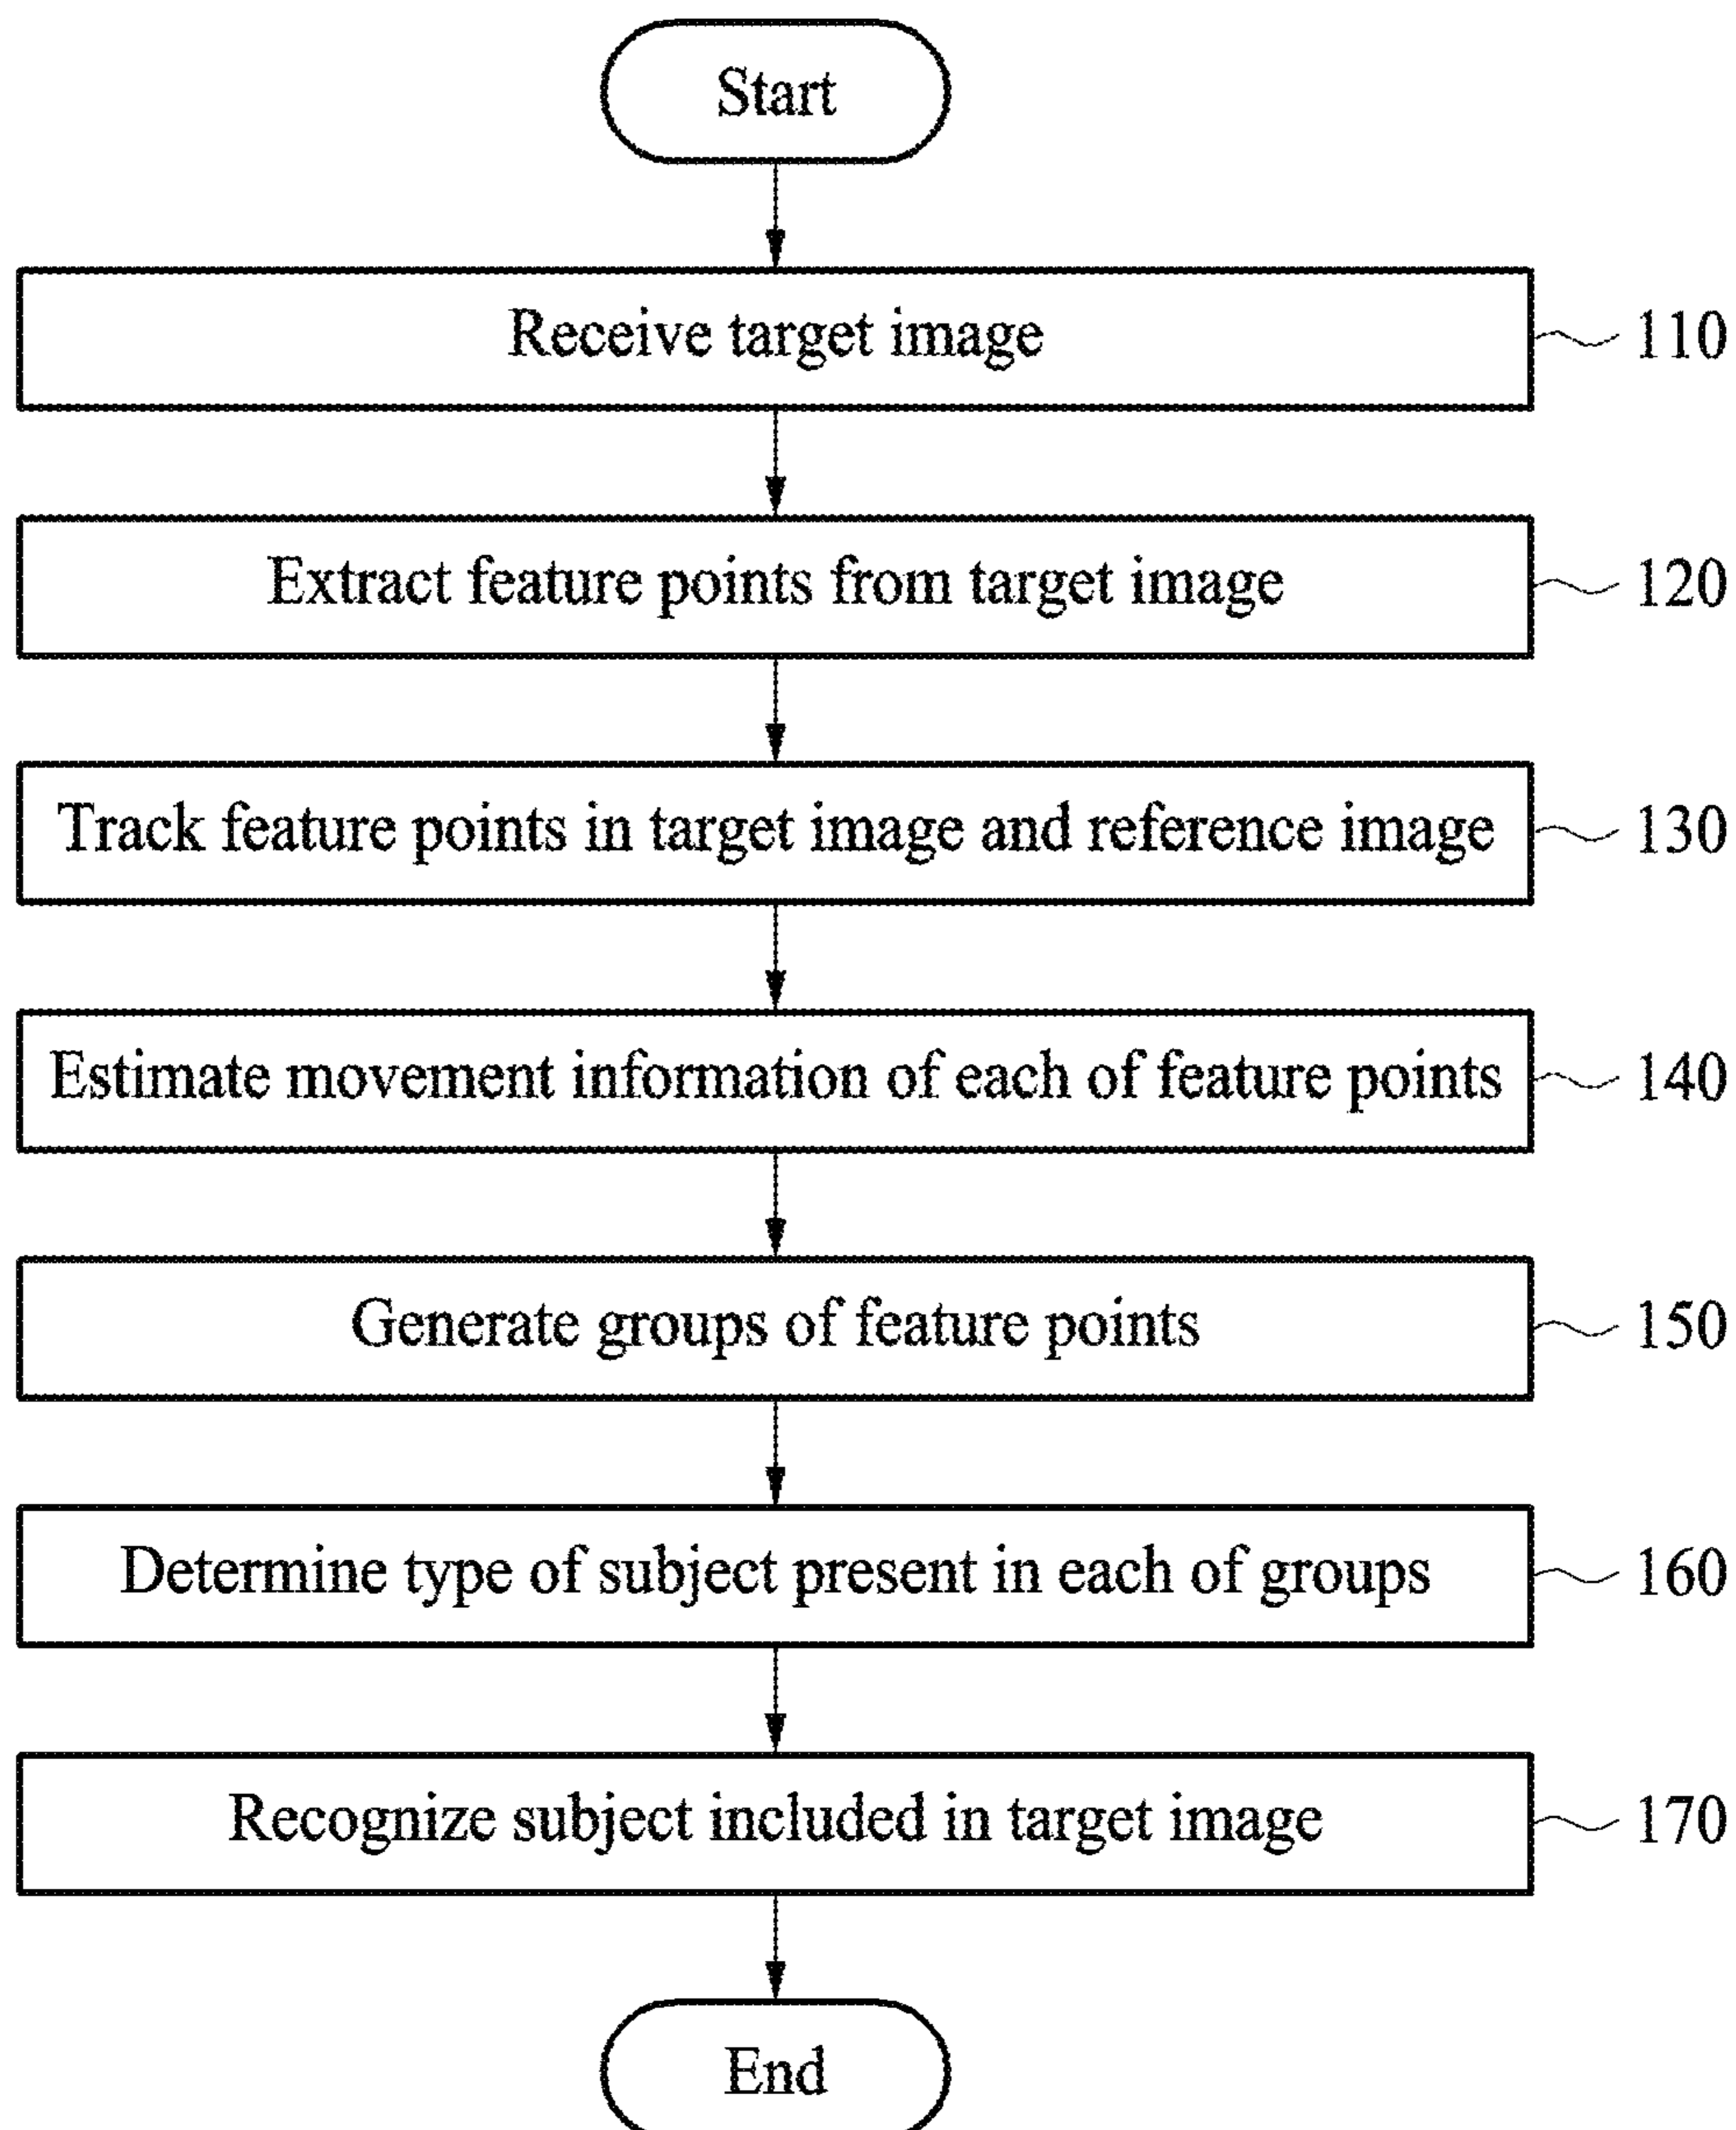 Start
Receive target image 110
Extract feature points from target image 120
Track feature points in target image and reference image 130
Estimate movement information of each of feature points 140
Generate groups of feature points 150
Determine type of subject present in each of groups 160
Recognize subject included in target image 170
End